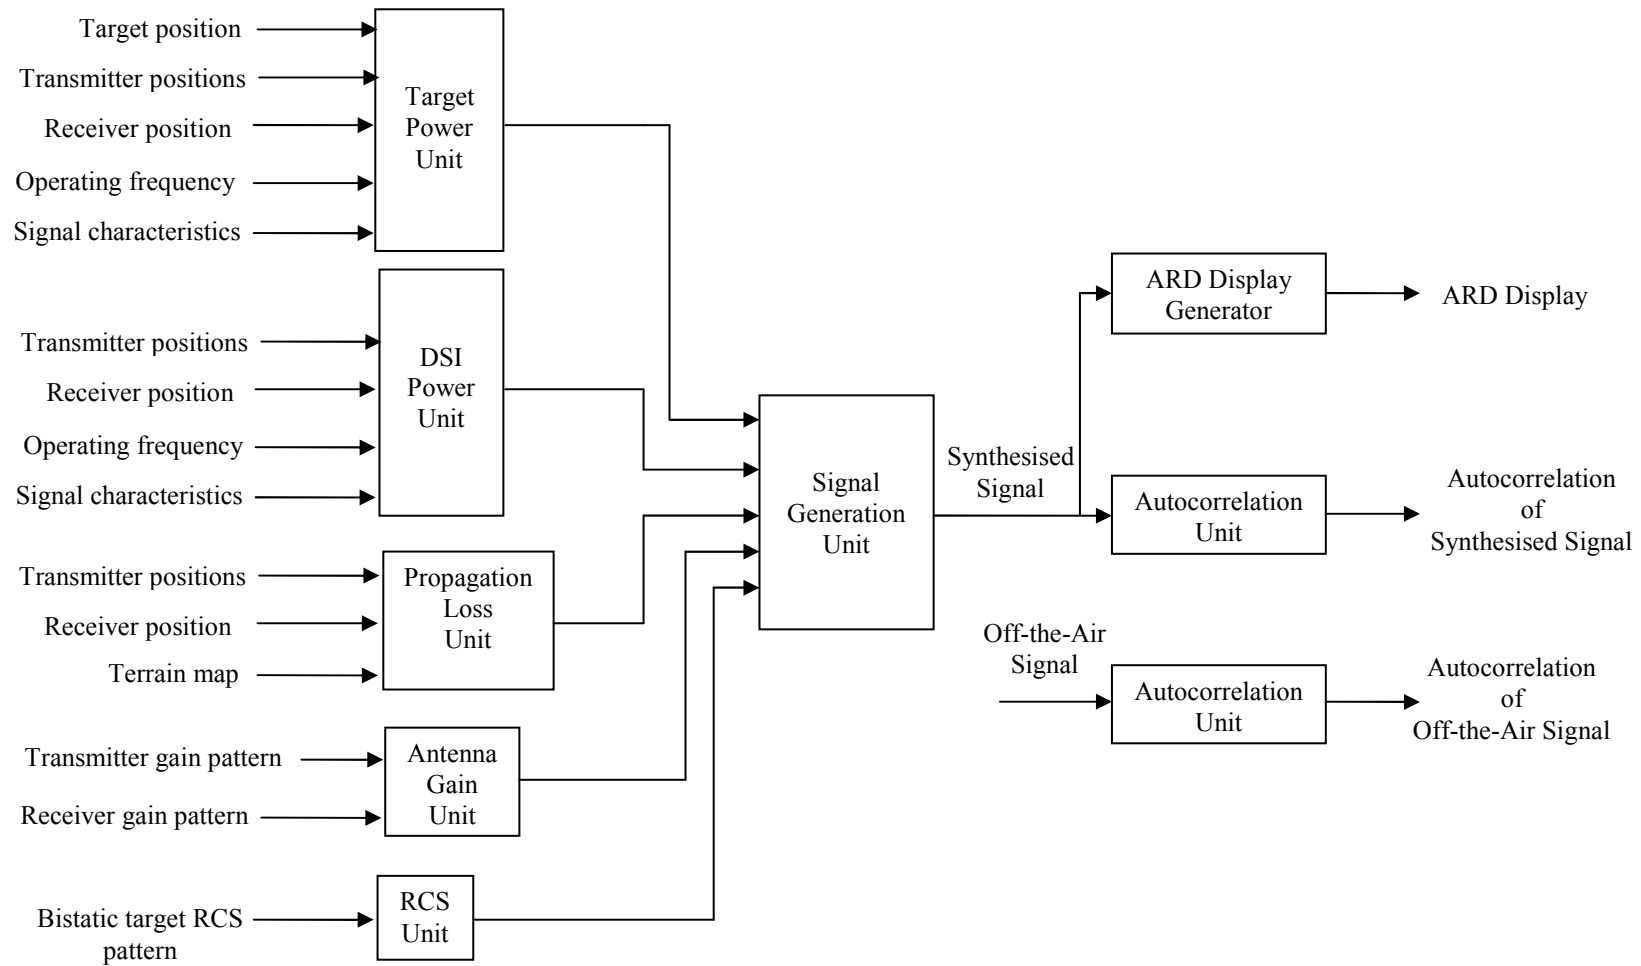 Target position
Transmitter positions
Receiver position
Operating frequency
Signal characteristics
Target
Power
Unit
Transmitter positions
Receiver position
Operating frequency
Signal characteristics
DSI
Power
Unit
Transmitter positions
Receiver position
Terrain map
Propagation
Loss
Unit
Transmitter gain pattern
Receiver gain pattern
Antenna
Gain
Unit
Bistatic target RCS
pattern
RCS
Unit
Signal
Generation
Unit
Synthesised
Signal
ARD Display
Generator
ARD Display
Autocorrelation
Unit
Autocorrelation
of
Synthesised Signal
Off-the-Air
Signal
Autocorrelation
Unit
Autocorrelation
of
Off-the-Air Signal